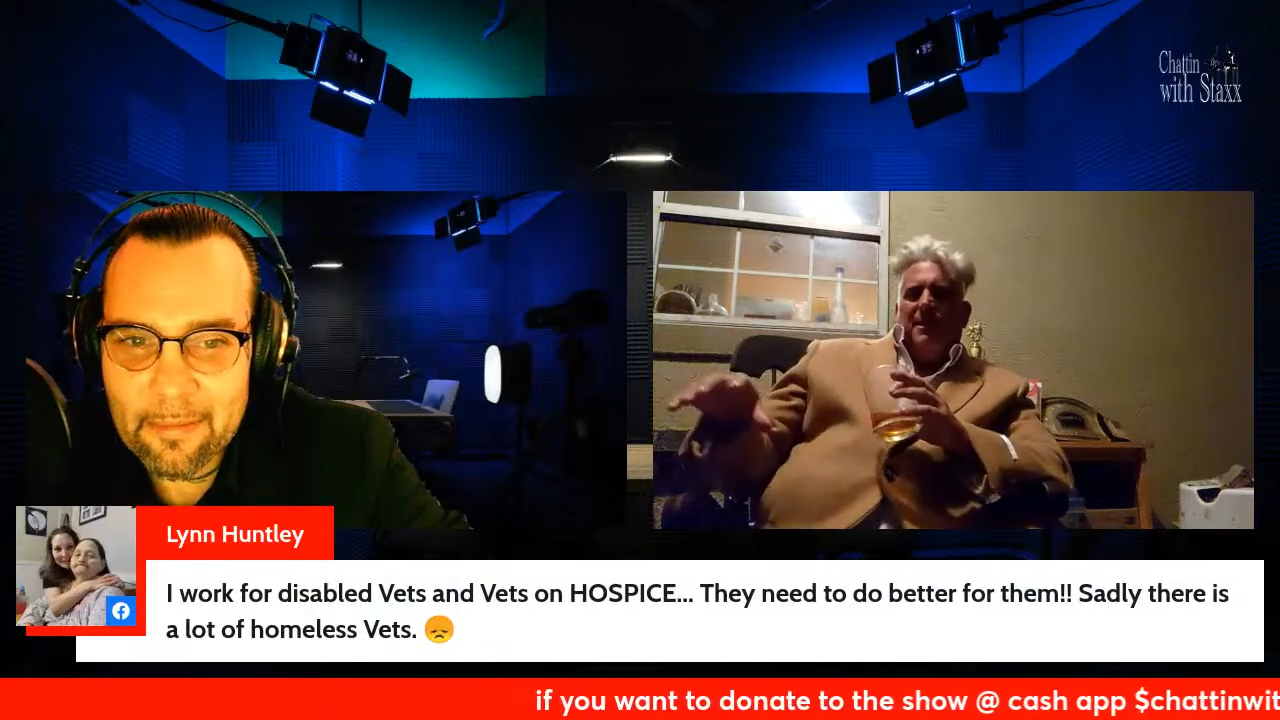 Chattin
with Staxx
Lynn Huntley
I work for disabled Vets and Vets on HOSPICE... They need to do better for them!! Sadly there is
a lot of homeless Vets. 😞
if you want to donate to the show @ cash app $chattinwit